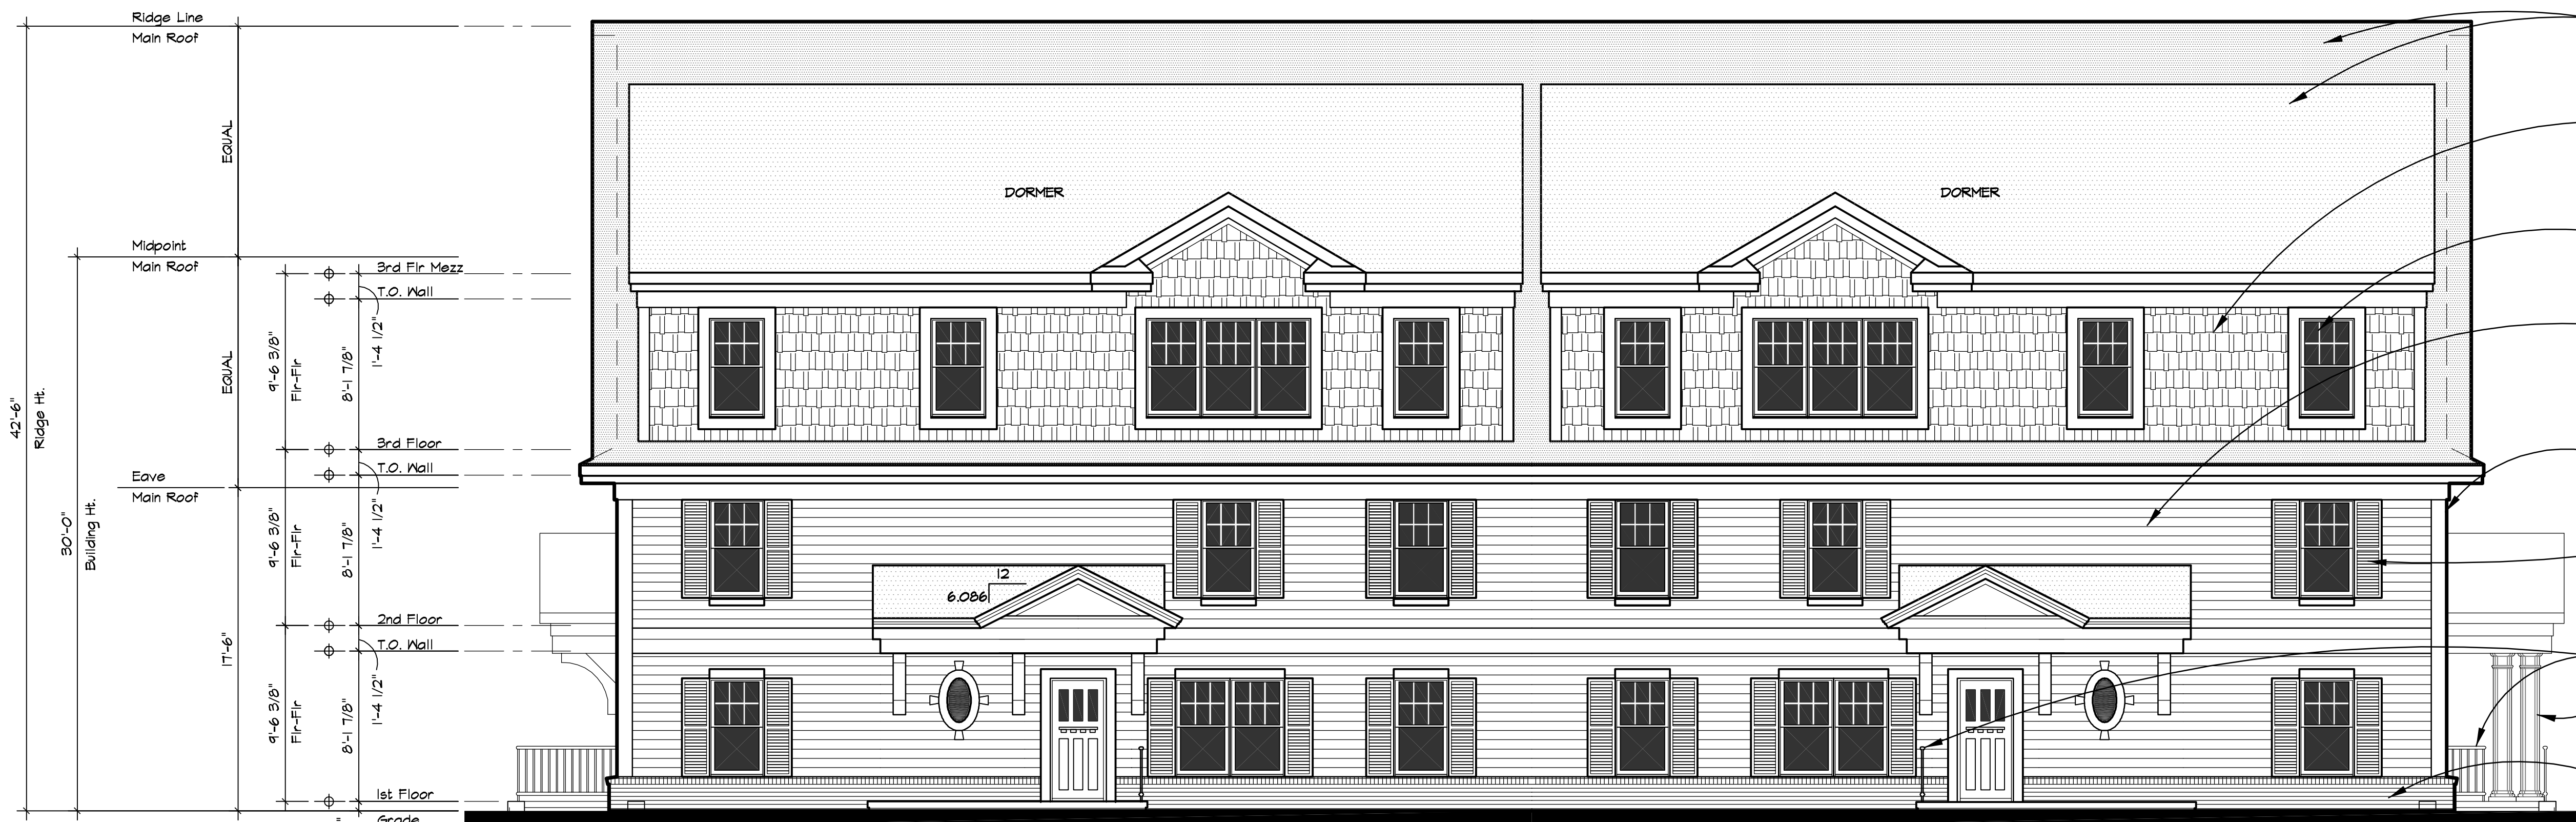 Ridge Line
Main Roof
EQUAL
DORMER
DORMER
Midpoint
Main Roof
3rd Flr Mezz
T.O. Wall
9'-6 3/8"
Flr-Flr
8'-1 7/8"
1'-4 1/2"
EQUAL
42'-6"
Ridge Ht.
3rd Floor
T.O. Wall
Eave
Main Roof
30'-0"
Building Ht.
9'-6 3/8"
Flr-Flr
8'-1 7/8"
1'-4 1/2"
12
6.086
2nd Floor
T.O. Wall
17'-6"
9'-6 3/8"
Flr-Flr
8'-1 7/8"
1'-4 1/2"
1st Floor
Grade